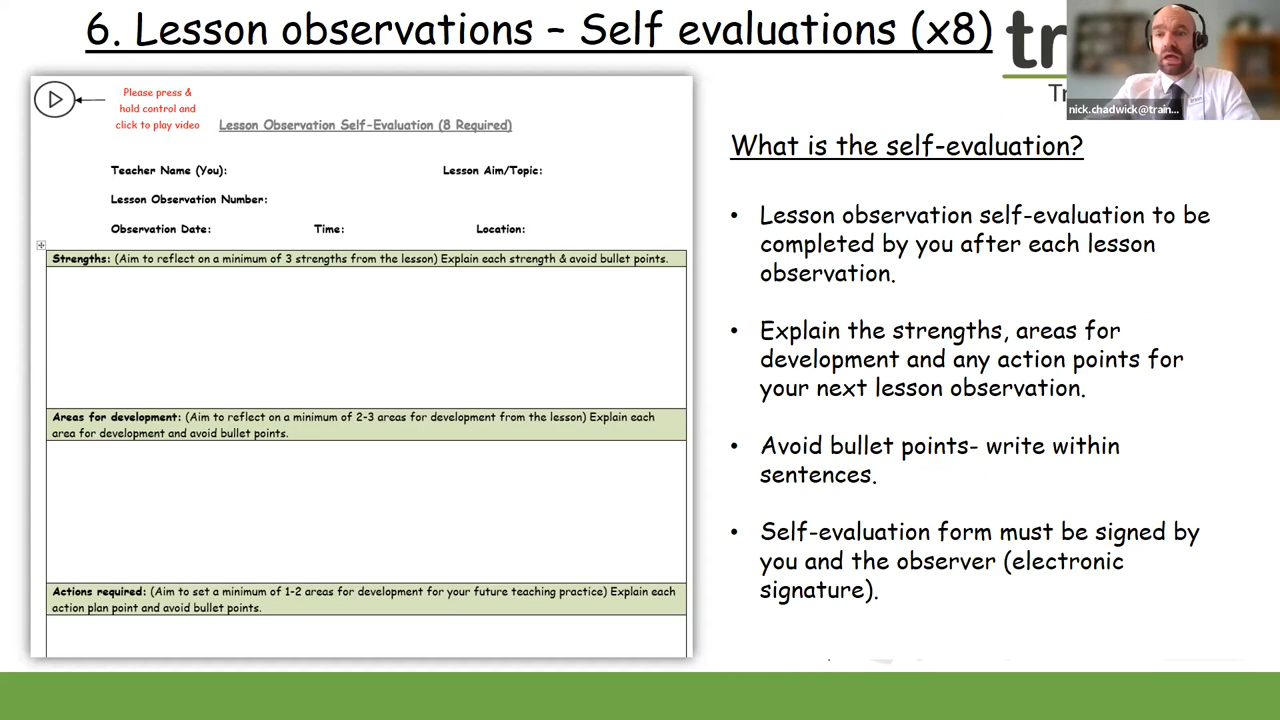 6. Lesson observations – Self evaluations (x8)
tr
Tr
nick.chadwick@train...
Please press &
hold control and
click to play video
Lesson Observation Self-Evaluation (8 Required)
Teacher Name (You): Lesson Aim/Topic:
Lesson Observation Number:
Observation Date: Time: Location:
Strengths: (Aim to reflect on a minimum of 3 strengths from the lesson) Explain each strength & avoid bullet points.
Areas for development: (Aim to reflect on a minimum of 2-3 areas for development from the lesson) Explain each
area for development and avoid bullet points.
Actions required: (Aim to set a minimum of 1-2 areas for development for your future teaching practice) Explain each
action plan point and avoid bullet points.
What is the self-evaluation?
• Lesson observation self-evaluation to be
completed by you after each lesson
observation.
• Explain the strengths, areas for
development and any action points for
your next lesson observation.
• Avoid bullet points- write within
sentences.
• Self-evaluation form must be signed by
you and the observer (electronic
signature).